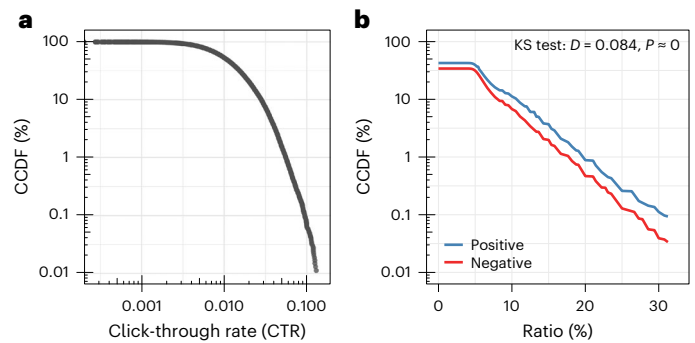 a
100
10
1
0.1
0.01
CCDF (%)
0.001
0.010
0.100
Click-through rate (CTR)
b
KS test: D = 0.084, P ≈ 0
100
10
1
0.1
0.01
CCDF (%)
Positive
Negative
0
10
20
30
Ratio (%)